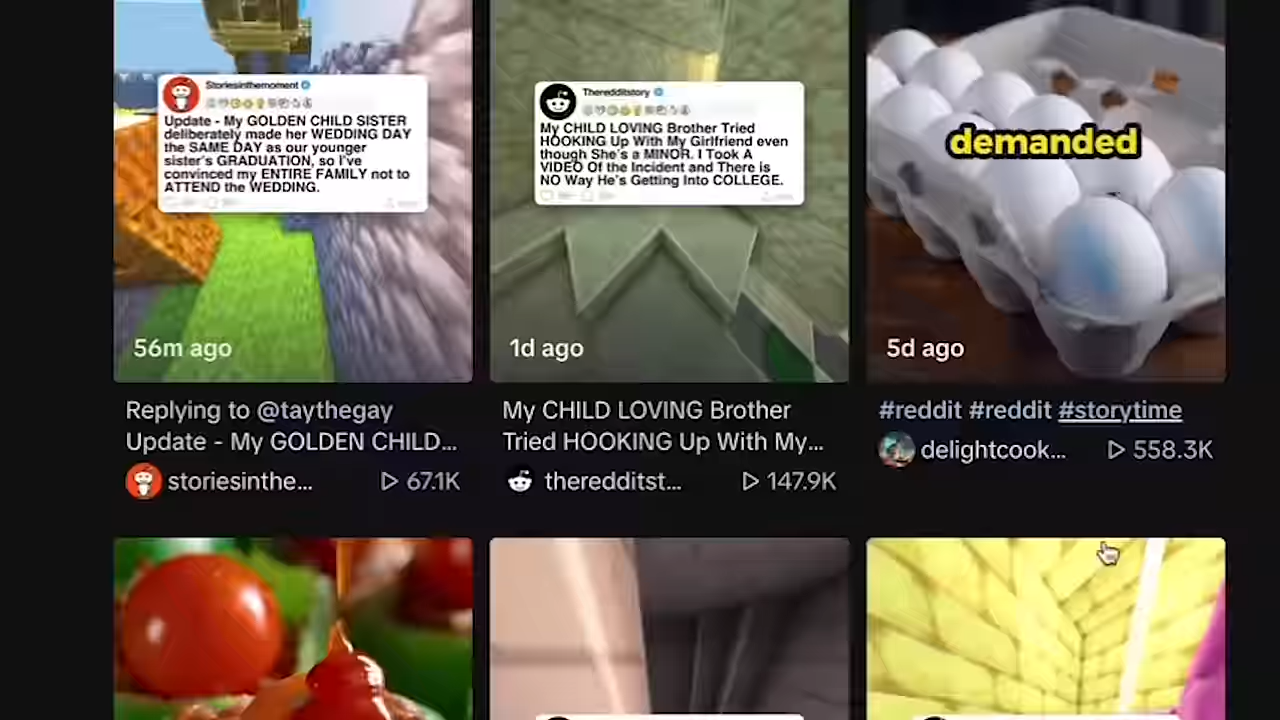 Storiesinthemoment
Update - My GOLDEN CHILD SISTER
deliberately made her WEDDING DAY
the SAME DAY as our younger
sister's GRADUATION, so I've
convinced my ENTIRE FAMILY not to
ATTEND the WEDDING.
56m ago
Replying to @taythegay
Update - My GOLDEN CHILD...
storiesinthe...
67.1K
Theredditstory
My CHILD LOVING Brother Tried
HOOKING Up With My Girlfriend even
though She's a MINOR. I Took A
VIDEO Of the Incident and There is
NO Way He's Getting Into COLLEGE.
1d ago
My CHILD LOVING Brother
Tried HOOKING Up With My...
theredditst...
147.9K
demanded
5d ago
#reddit #reddit #storytime
delightcook...
558.3K